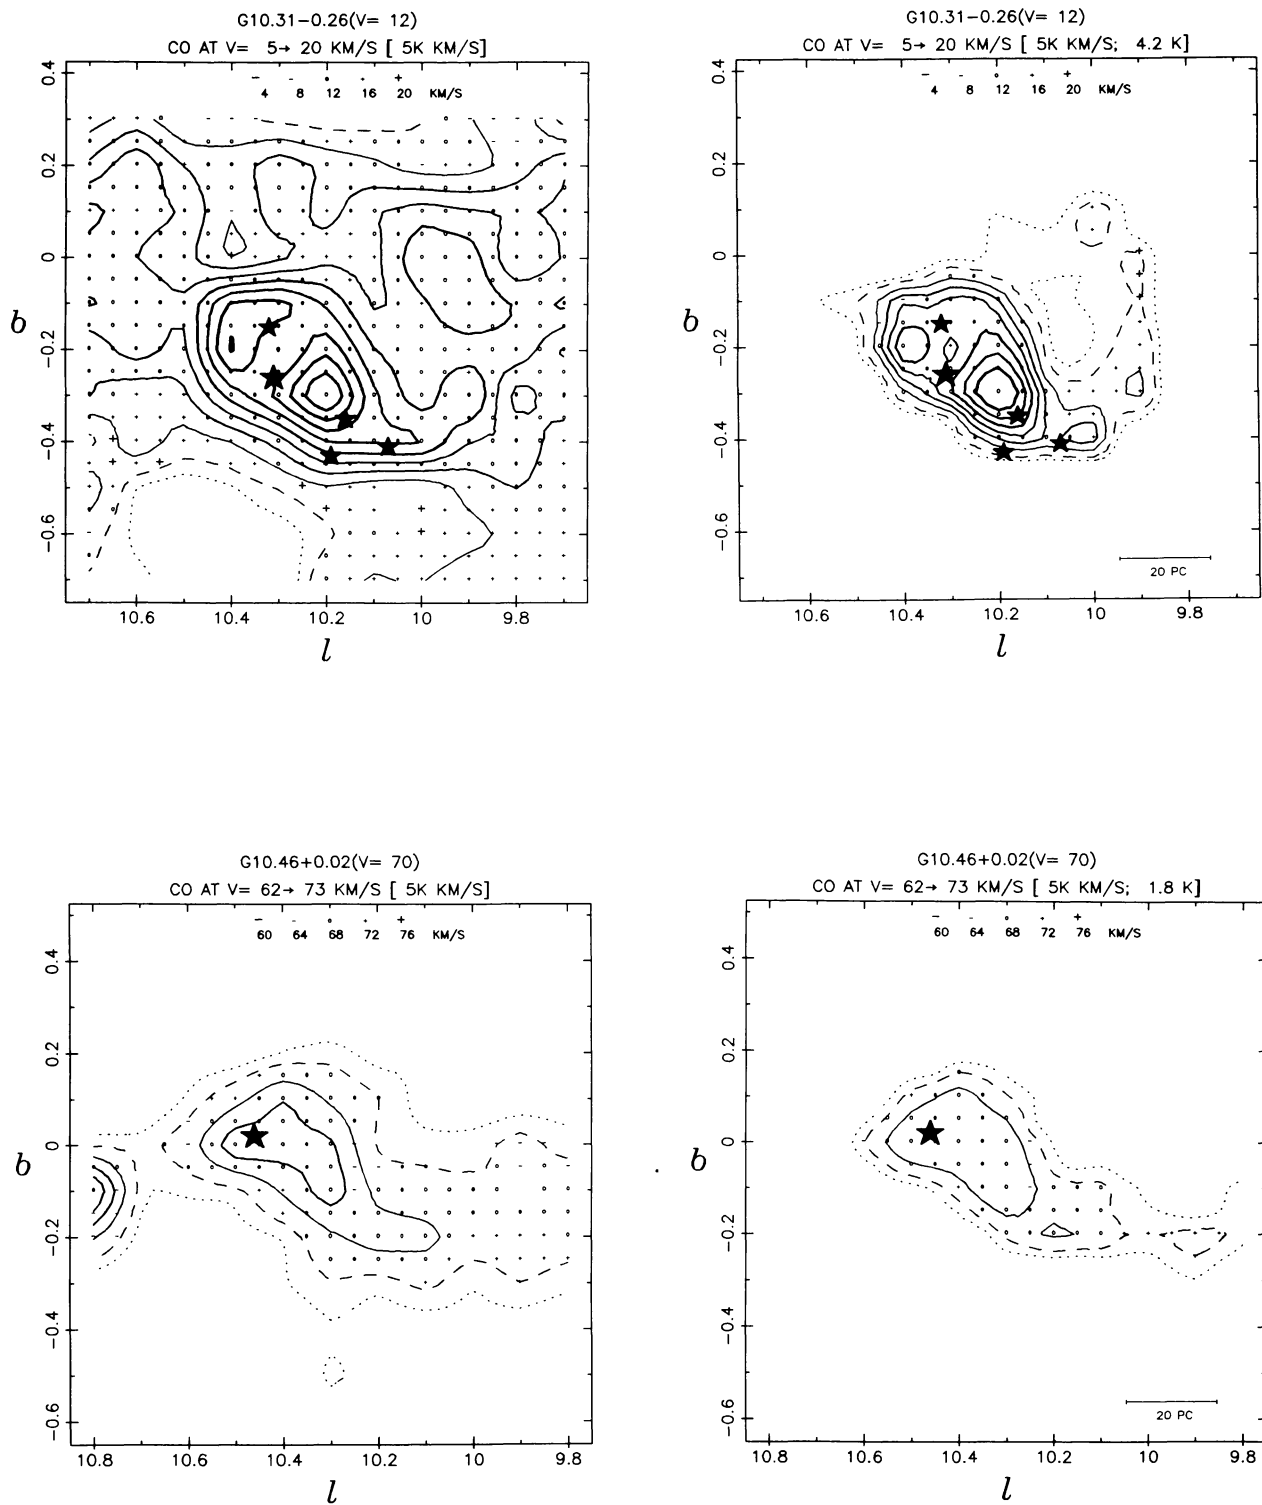 G10.31−0.26(V= 12)
CO AT V= 5→ 20 KM/S [ 5K KM/S]
4 8 12 16 20 KM/S
0.4
0.2
0
−0.2
−0.4
−0.6
b
10.6 10.4 10.2 10 9.8
l
G10.31−0.26(V= 12)
CO AT V= 5→ 20 KM/S [ 5K KM/S; 4.2 K]
4 8 12 16 20 KM/S
0.4
0.2
0
−0.2
−0.4
−0.6
b
20 PC
10.6 10.4 10.2 10 9.8
l
G10.46+0.02(V= 70)
CO AT V= 62→ 73 KM/S [ 5K KM/S]
60 64 68 72 76 KM/S
0.4
0.2
0
−0.2
−0.4
−0.6
b
10.8 10.6 10.4 10.2 10 9.8
l
G10.46+0.02(V= 70)
CO AT V= 62→ 73 KM/S [ 5K KM/S; 1.8 K]
60 64 68 72 76 KM/S
0.4
0.2
0
−0.2
−0.4
−0.6
b
20 PC
10.8 10.6 10.4 10.2 10 9.8
l